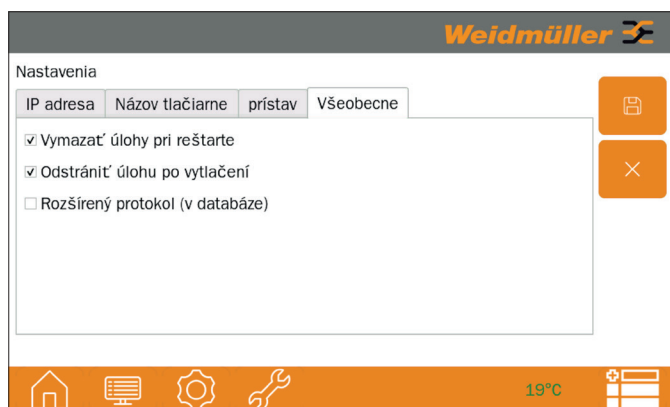 Weidmüller
Nastavenia
IP adresa Názov tlačiarne prístav Všeobecne
Vymazať úlohy pri reštarte
Odstrániť úlohu po vytlačení
Rozšírený protokol (v databáze)
19°C